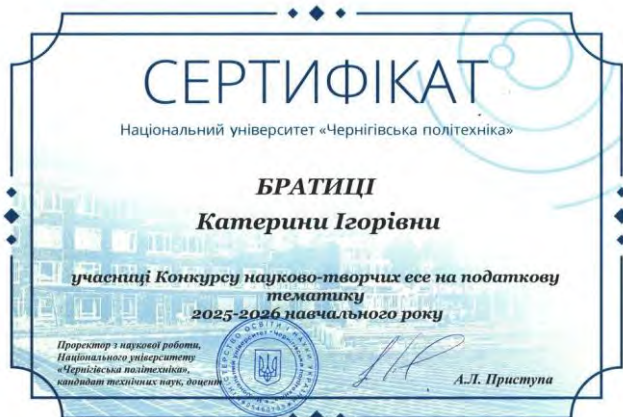 СЕРТИФІКАТ
Національний університет «Чернігівська політехніка»
БРАТИЦІ
Катерини Ігорівни
учасниці Конкурсу науково-творчих есе на податкову
тематику
2025-2026 навчального року
Проректор з наукової роботи,
Національного університету
«Чернігівська політехніка»,
кандидат технічних наук, доцент
А.Л. Приступа